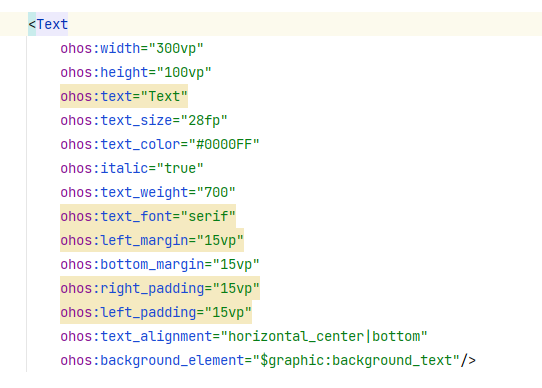 <Text
ohos:width="300vp"
ohos:height="100vp"
ohos:text="Text"
ohos:text_size="28fp"
ohos:text_color="#0000FF"
ohos:italic="true"
ohos:text_weight="700"
ohos:text_font="serif"
ohos:left_margin="15vp"
ohos:bottom_margin="15vp"
ohos:right_padding="15vp"
ohos:left_padding="15vp"
ohos:text_alignment="horizontal_center|bottom"
ohos:background_element="$graphic:background_text"/>